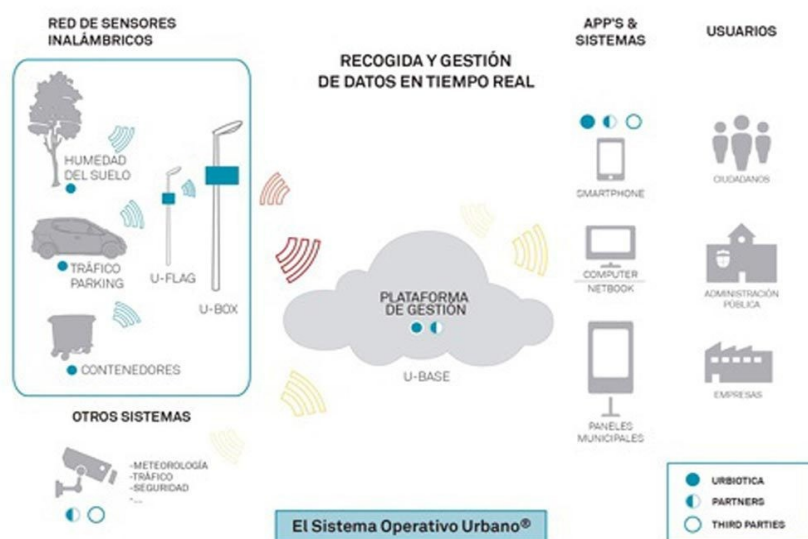 RED DE SENSORES
INALÁMBRICOS
HUMEDAD
DEL SUELO
TRÁFICO
PARKING
U-FLAG
U-BOX
CONTENEDORES
OTROS SISTEMAS
-METEOROLOGÍA
-TRÁFICO
-SEGURIDAD
-...
RECOGIDA Y GESTIÓN
DE DATOS EN TIEMPO REAL
PLATAFORMA
DE GESTIÓN
U-BASE
El Sistema Operativo Urbano®
APP'S &
SISTEMAS
SMARTPHONE
COMPUTER
NETBOOK
PANELES
MUNICIPALES
USUARIOS
CIUDADANOS
ADMINISTRACIÓN
PÚBLICA
EMPRESAS
URBIOTICA
PARTNERS
THIRD PARTIES